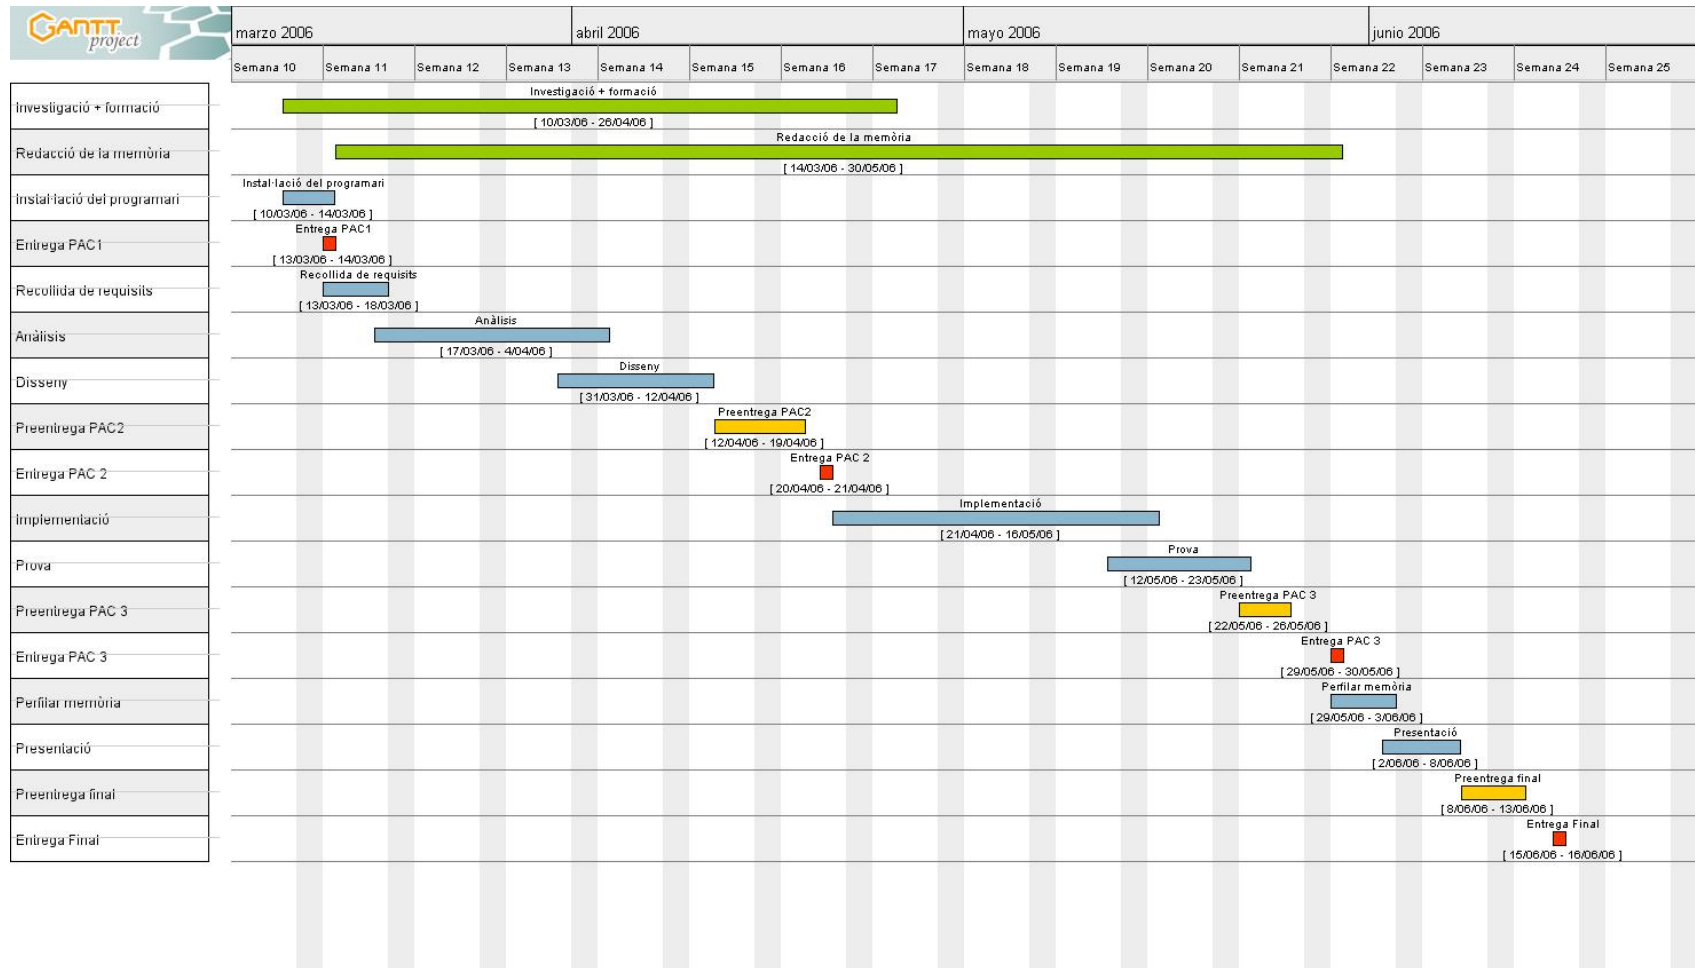 GANTT
project
marzo 2006 abril 2006 mayo 2006 junio 2006
Semana 10 Semana 11 Semana 12 Semana 13 Semana 14 Semana 15 Semana 16 Semana 17 Semana 18 Semana 19 Semana 20 Semana 21 Semana 22 Semana 23 Semana 24 Semana 25
Investigació + formació
Investigació + formació
[ 10/03/06 - 26/04/06 ]
Redacció de la memòria
Redacció de la memòria
[ 14/03/06 - 30/05/06 ]
Instal·lació del programari
Instal·lació del programari
[ 10/03/06 - 14/03/06 ]
Entrega PAC1
Entrega PAC1
[ 13/03/06 - 14/03/06 ]
Recollida de requisits
Recollida de requisits
[ 13/03/06 - 18/03/06 ]
Anàlisis
Anàlisis
[ 17/03/06 - 4/04/06 ]
Disseny
Disseny
[ 31/03/06 - 12/04/06 ]
Preentrega PAC2
Preentrega PAC2
[ 12/04/06 - 19/04/06 ]
Entrega PAC 2
Entrega PAC 2
[ 20/04/06 - 21/04/06 ]
Implementació
Implementació
[ 21/04/06 - 16/05/06 ]
Prova
Prova
[ 12/05/06 - 23/05/06 ]
Preentrega PAC 3
Preentrega PAC 3
[ 22/05/06 - 26/05/06 ]
Entrega PAC 3
Entrega PAC 3
[ 29/05/06 - 30/05/06 ]
Perfilar memòria
Perfilar memòria
[ 29/05/06 - 3/06/06 ]
Presentació
Presentació
[ 2/06/06 - 8/06/06 ]
Preentrega final
Preentrega final
[ 8/06/06 - 13/06/06 ]
Entrega Final
Entrega Final
[ 15/06/06 - 16/06/06 ]